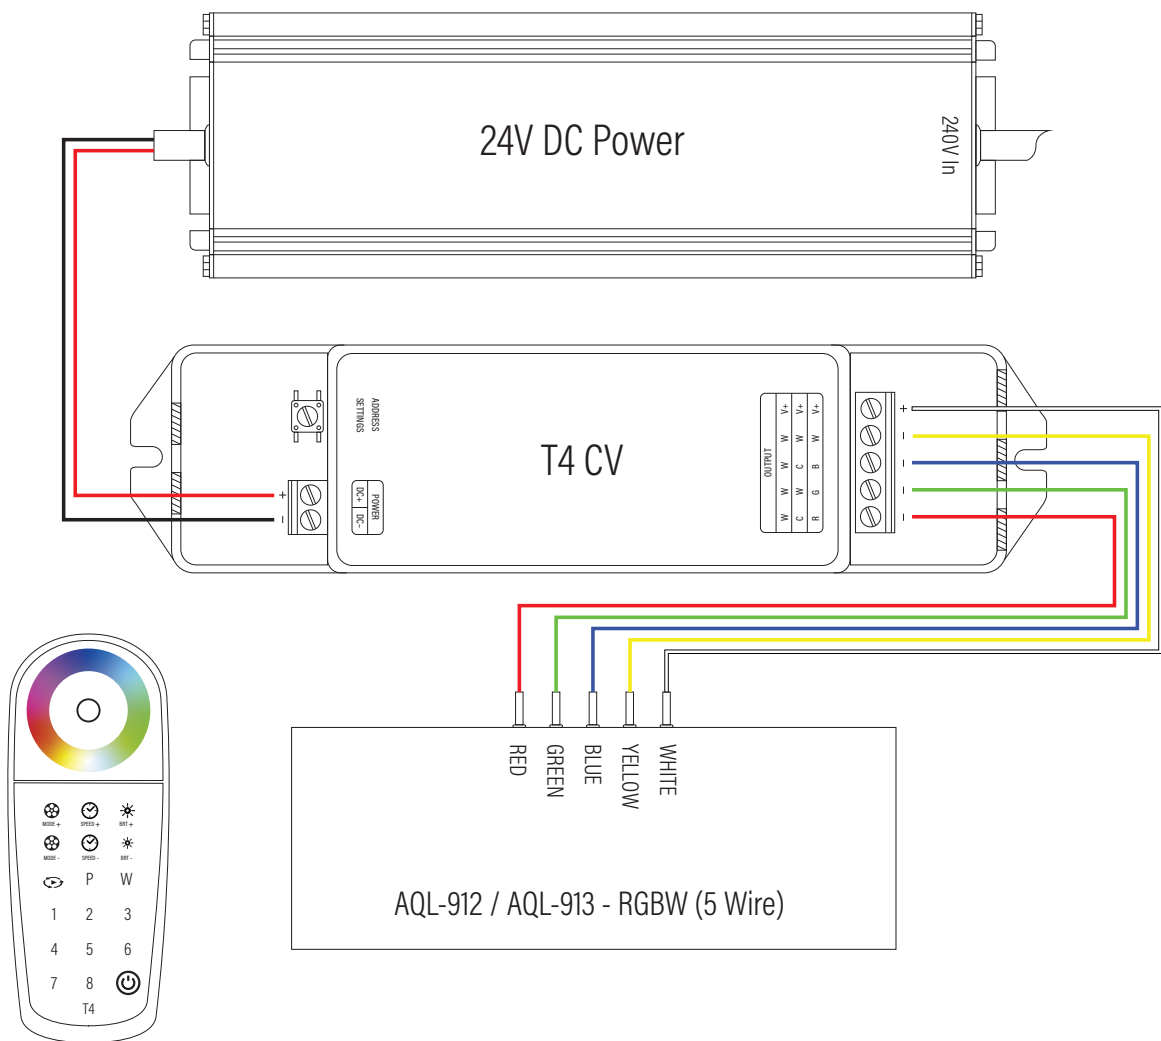 24V DC Power
240V In
ADDRESS
SETTINGS
T4 CV
POWER
DC+ DC-
+
-
V+ W B G R
V+ W C W C
V+ W W W W
OUTPUT
+
-
-
-
-
RED
GREEN
BLUE
YELLOW
WHITE
AQL-912 / AQL-913 - RGBW (5 Wire)
MODE + SPEED + BRT +
MODE - SPEED - BRT -
P W
1 2 3
4 5 6
7 8
T4